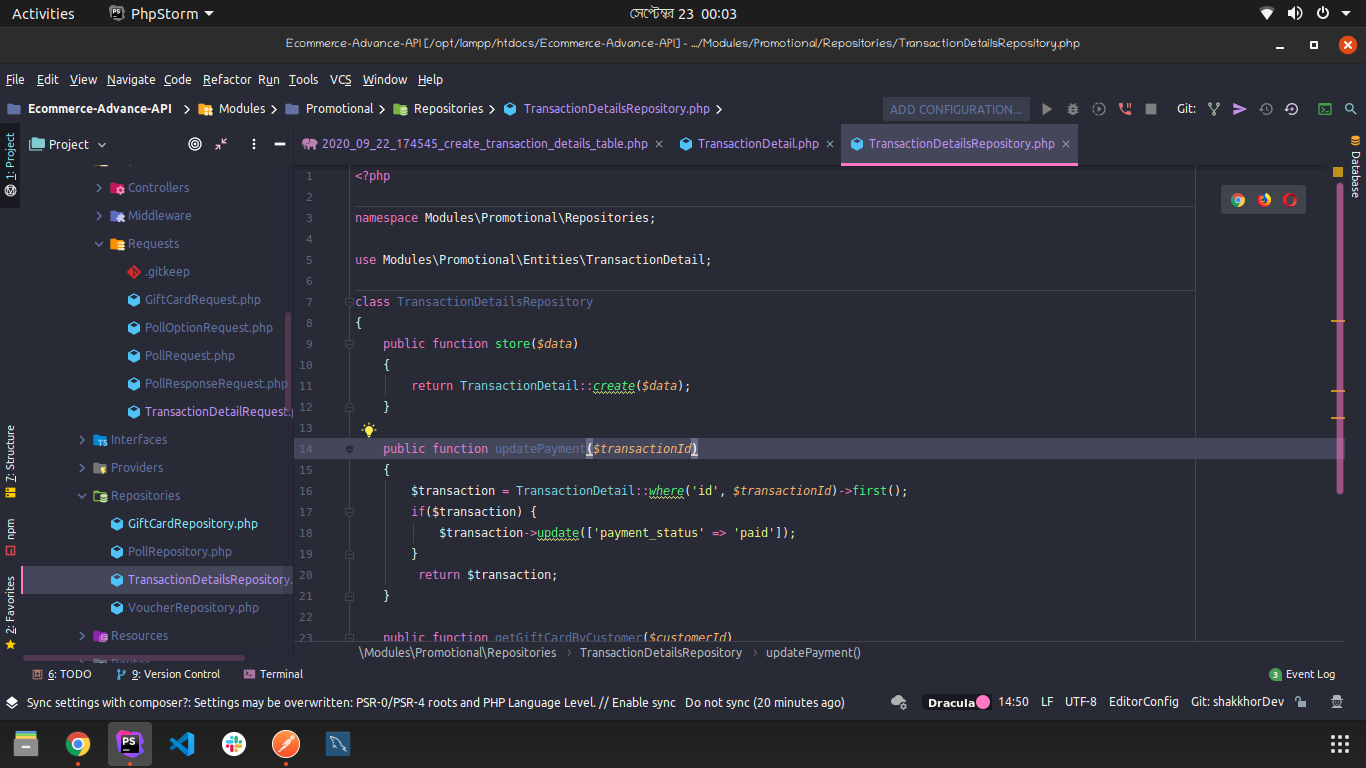 Activities PhpStorm সেপ্টেম্বর 23 00:03
Ecommerce-Advance-API [/opt/lampp/htdocs/Ecommerce-Advance-API] - .../Modules/Promotional/Repositories/TransactionDetailsRepository.php
File Edit View Navigate Code Refactor Run Tools VCS Window Help
Ecommerce-Advance-API Modules Promotional Repositories TransactionDetailsRepository.php ADD CONFIGURATION... Git:
1: Project
Project
2020_09_22_174545_create_transaction_details_table.php TransactionDetail.php TransactionDetailsRepository.php
Database
Controllers
Middleware
Requests
.gitkeep
GiftCardRequest.php
PollOptionRequest.php
PollRequest.php
PollResponseRequest.php
TransactionDetailRequest.
Interfaces
Providers
Repositories
GiftCardRepository.php
PollRepository.php
TransactionDetailsRepository.
VoucherRepository.php
Resources
7: Structure
npm
2: Favorites
1 <?php
2
3 namespace Modules\Promotional\Repositories;
4
5 use Modules\Promotional\Entities\TransactionDetail;
6
7 class TransactionDetailsRepository
8 {
9 public function store($data)
10 {
11 return TransactionDetail::create($data);
12 }
13
14 public function updatePayment($transactionId)
15 {
16 $transaction = TransactionDetail::where('id', $transactionId)->first();
17 if($transaction) {
18 $transaction->update(['payment_status' => 'paid']);
19 }
20 return $transaction;
21 }
22
23 public function getGiftCardByCustomer($customerId)
\Modules\Promotional\Repositories › TransactionDetailsRepository › updatePayment()
6: TODO 9: Version Control Terminal 3 Event Log
Sync settings with composer?: Settings may be overwritten: PSR-0/PSR-4 roots and PHP Language Level. // Enable sync Do not sync (20 minutes ago) Dracula 14:50 LF UTF-8 EditorConfig Git: shakkhorDev
PS